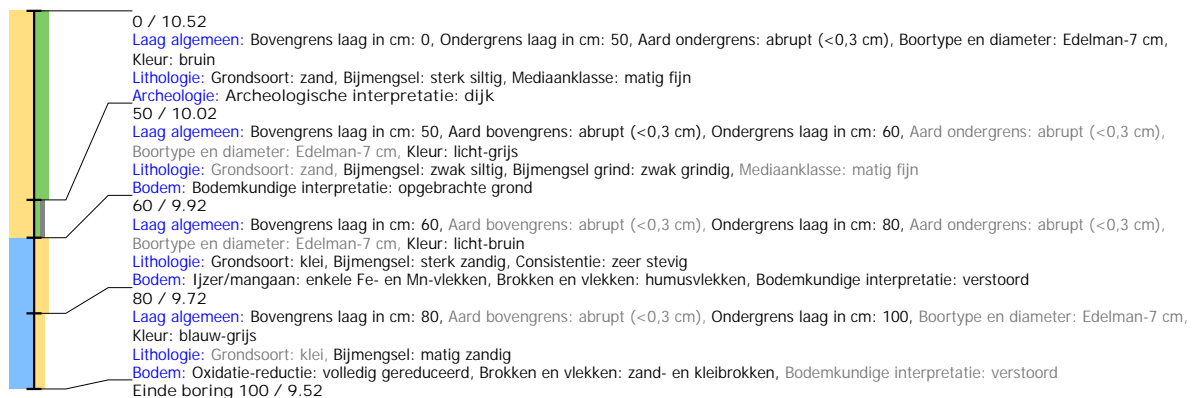 0 / 10.52
Laag algemeen: Bovengrens laag in cm: 0, Ondergrens laag in cm: 50, Aard ondergrens: abrupt (<0,3 cm), Boortype en diameter: Edelman-7 cm,
Kleur: bruin
Lithologie: Grondsoort: zand, Bijmengsel: sterk siltig, Mediaanklasse: matig fijn
Archeologie: Archeologische interpretatie: dijk
50 / 10.02
Laag algemeen: Bovengrens laag in cm: 50, Aard bovengrens: abrupt (<0,3 cm), Ondergrens laag in cm: 60, Aard ondergrens: abrupt (<0,3 cm),
Boortype en diameter: Edelman-7 cm, Kleur: licht-grijs
Lithologie: Grondsoort: zand, Bijmengsel: zwak siltig, Bijmengsel grind: zwak grindig, Mediaanklasse: matig fijn
Bodem: Bodemkundige interpretatie: opgebrachte grond
60 / 9.92
Laag algemeen: Bovengrens laag in cm: 60, Aard bovengrens: abrupt (<0,3 cm), Ondergrens laag in cm: 80, Aard ondergrens: abrupt (<0,3 cm),
Boortype en diameter: Edelman-7 cm, Kleur: licht-bruin
Lithologie: Grondsoort: klei, Bijmengsel: sterk zandig, Consistentie: zeer stevig
Bodem: Ijzer/mangaan: enkele Fe- en Mn-vlekken, Brokken en vlekken: humusvlekken, Bodemkundige interpretatie: verstoord
80 / 9.72
Laag algemeen: Bovengrens laag in cm: 80, Aard bovengrens: abrupt (<0,3 cm), Ondergrens laag in cm: 100, Boortype en diameter: Edelman-7 cm,
Kleur: blauw-grijs
Lithologie: Grondsoort: klei, Bijmengsel: matig zandig
Bodem: Oxidatie-reductie: volledig gereduceerd, Brokken en vlekken: zand- en kleibrokken, Bodemkundige interpretatie: verstoord
Einde boring 100 / 9.52